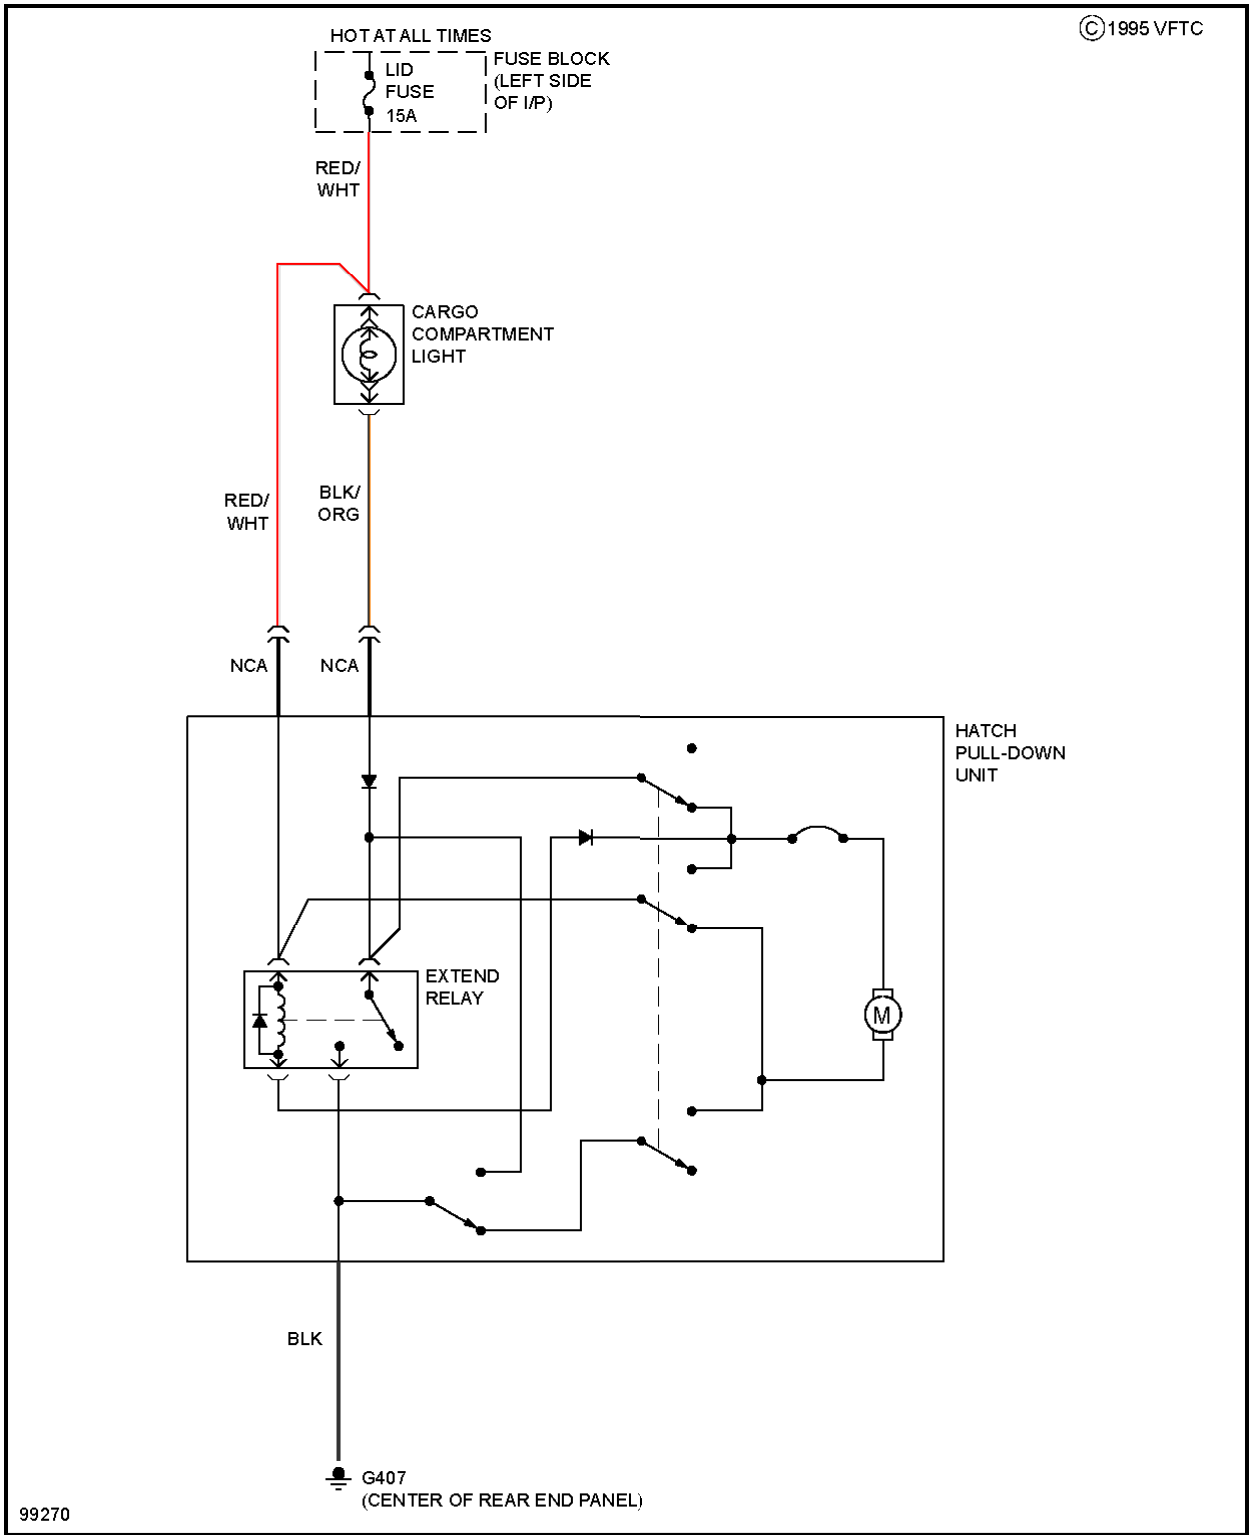 HOT AT ALL TIMES
© 1995 VFTC
LID
FUSE
15A
FUSE BLOCK
(LEFT SIDE
OF I/P)
RED/
WHT
CARGO
COMPARTMENT
LIGHT
RED/
WHT
BLK/
ORG
NCA
NCA
HATCH
PULL-DOWN
UNIT
EXTEND
RELAY
M
BLK
G407
(CENTER OF REAR END PANEL)
99270